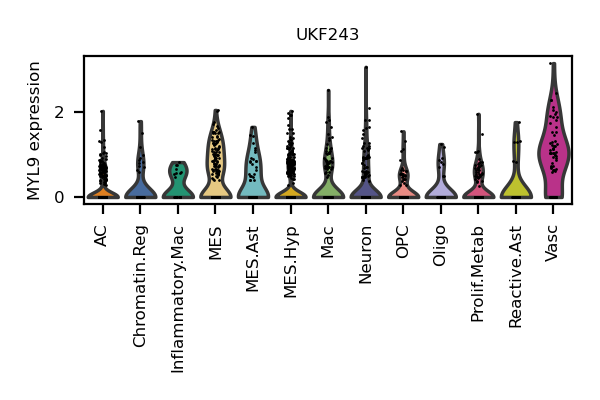 UKF243
MYL9 expression
2
0
AC
Chromatin.Reg
Inflammatory.Mac
MES
MES.Ast
MES.Hyp
Mac
Neuron
OPC
Oligo
Prolif.Metab
Reactive.Ast
Vasc